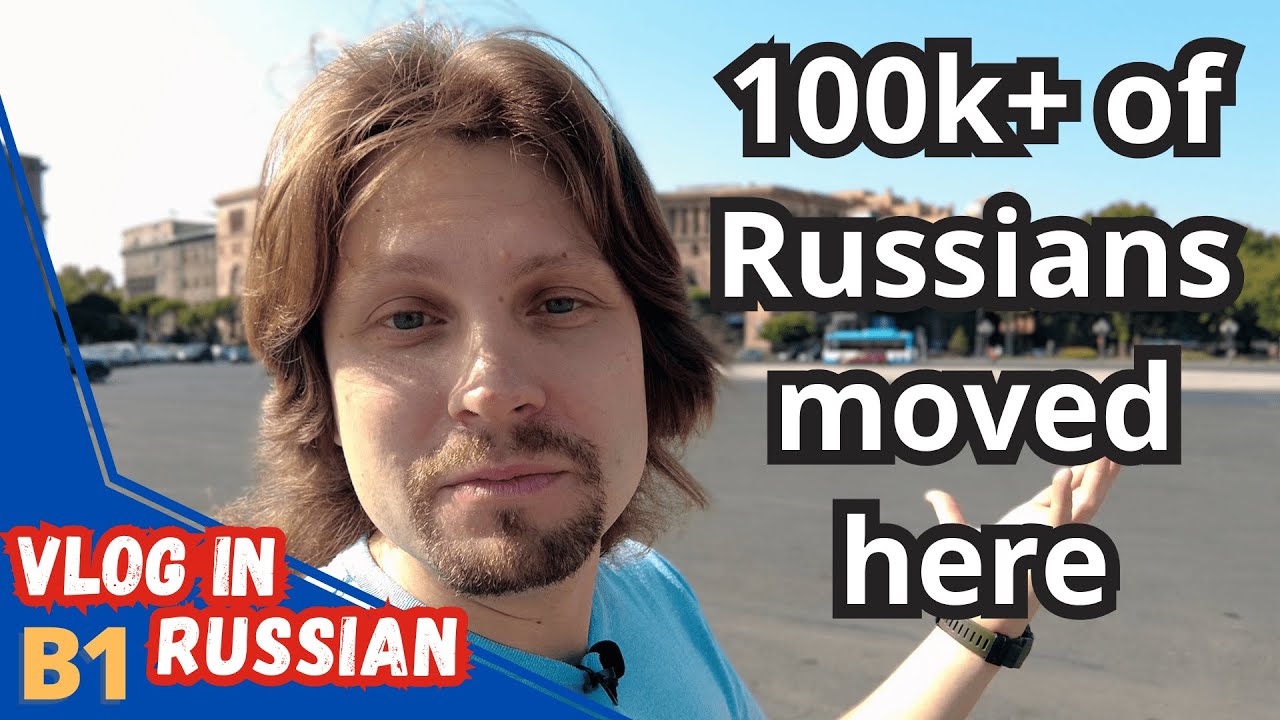 100k+ of
Russians
moved
here
VLOG IN
RUSSIAN
B1